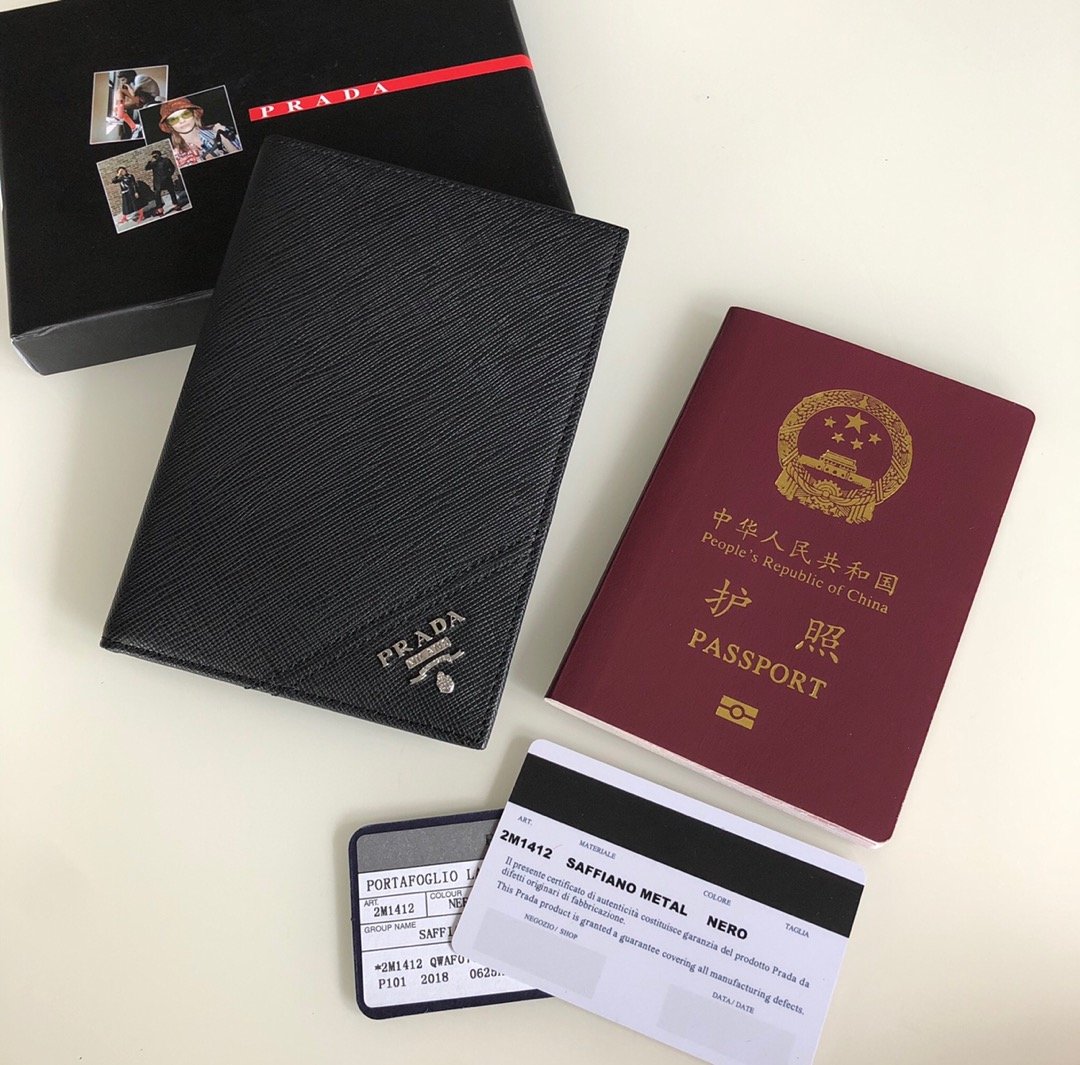 PRADA
PRADA
MILANO
中华人民共和国
People's Republic of China
护照
PASSPORT
ART.
MATERIALE
COLORE
TAGLIA
2M1412 SAFFIANO METAL NERO
Il presente certificato di autenticità costituisce garanzia del prodotto Prada da
difetti originari di fabbricazione.
This Prada product is granted a guarantee covering all manufacturing defects.
NEGOZIO/ SHOP
DATA/ DATE
PORTAFOGLIO
ART.
COLOUR
2M1412
GROUP NAME
*2M1412
P101 2018